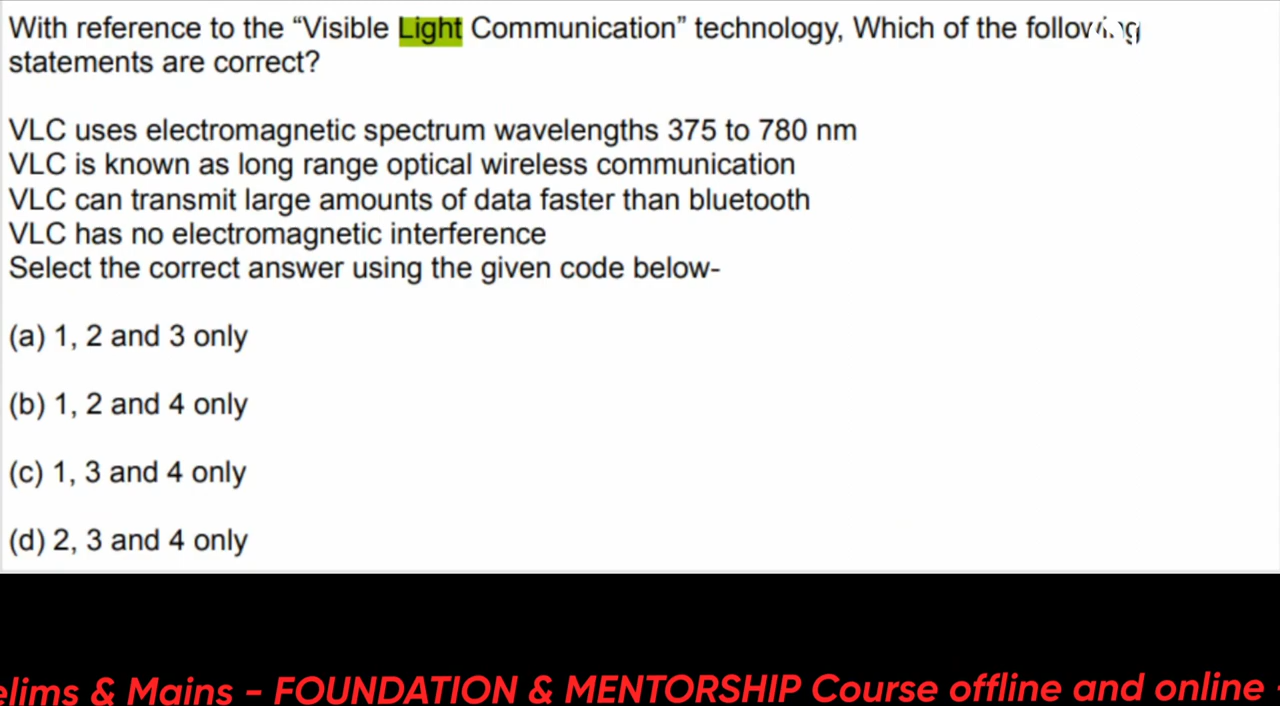 With reference to the “Visible Light Communication” technology, Which of the following
statements are correct?
VLC uses electromagnetic spectrum wavelengths 375 to 780 nm
VLC is known as long range optical wireless communication
VLC can transmit large amounts of data faster than bluetooth
VLC has no electromagnetic interference
Select the correct answer using the given code below-
(a) 1, 2 and 3 only
(b) 1, 2 and 4 only
(c) 1, 3 and 4 only
(d) 2, 3 and 4 only
elims & Mains - FOUNDATION & MENTORSHIP Course offline and online -